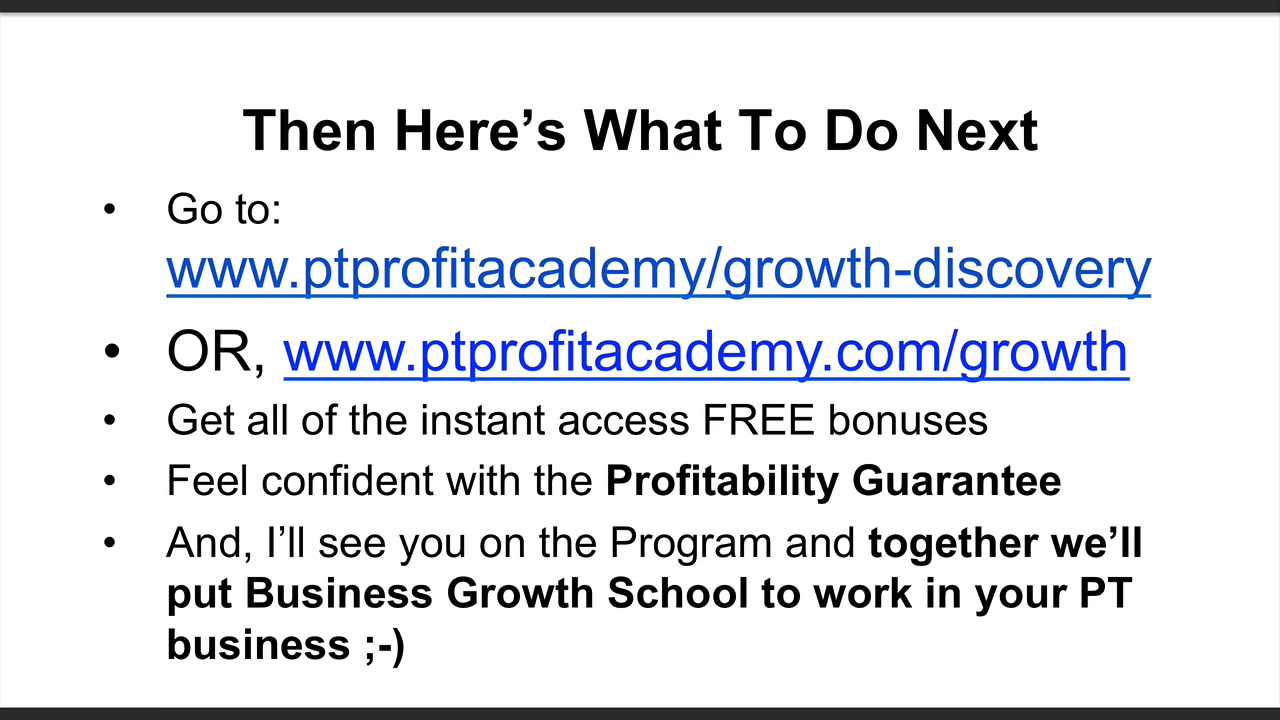 Then Here’s What To Do Next
• Go to:
www.ptprofitacademy/growth-discovery
• OR, www.ptprofitacademy.com/growth
• Get all of the instant access FREE bonuses
• Feel confident with the Profitability Guarantee
• And, I’ll see you on the Program and together we’ll
put Business Growth School to work in your PT
business ;-)